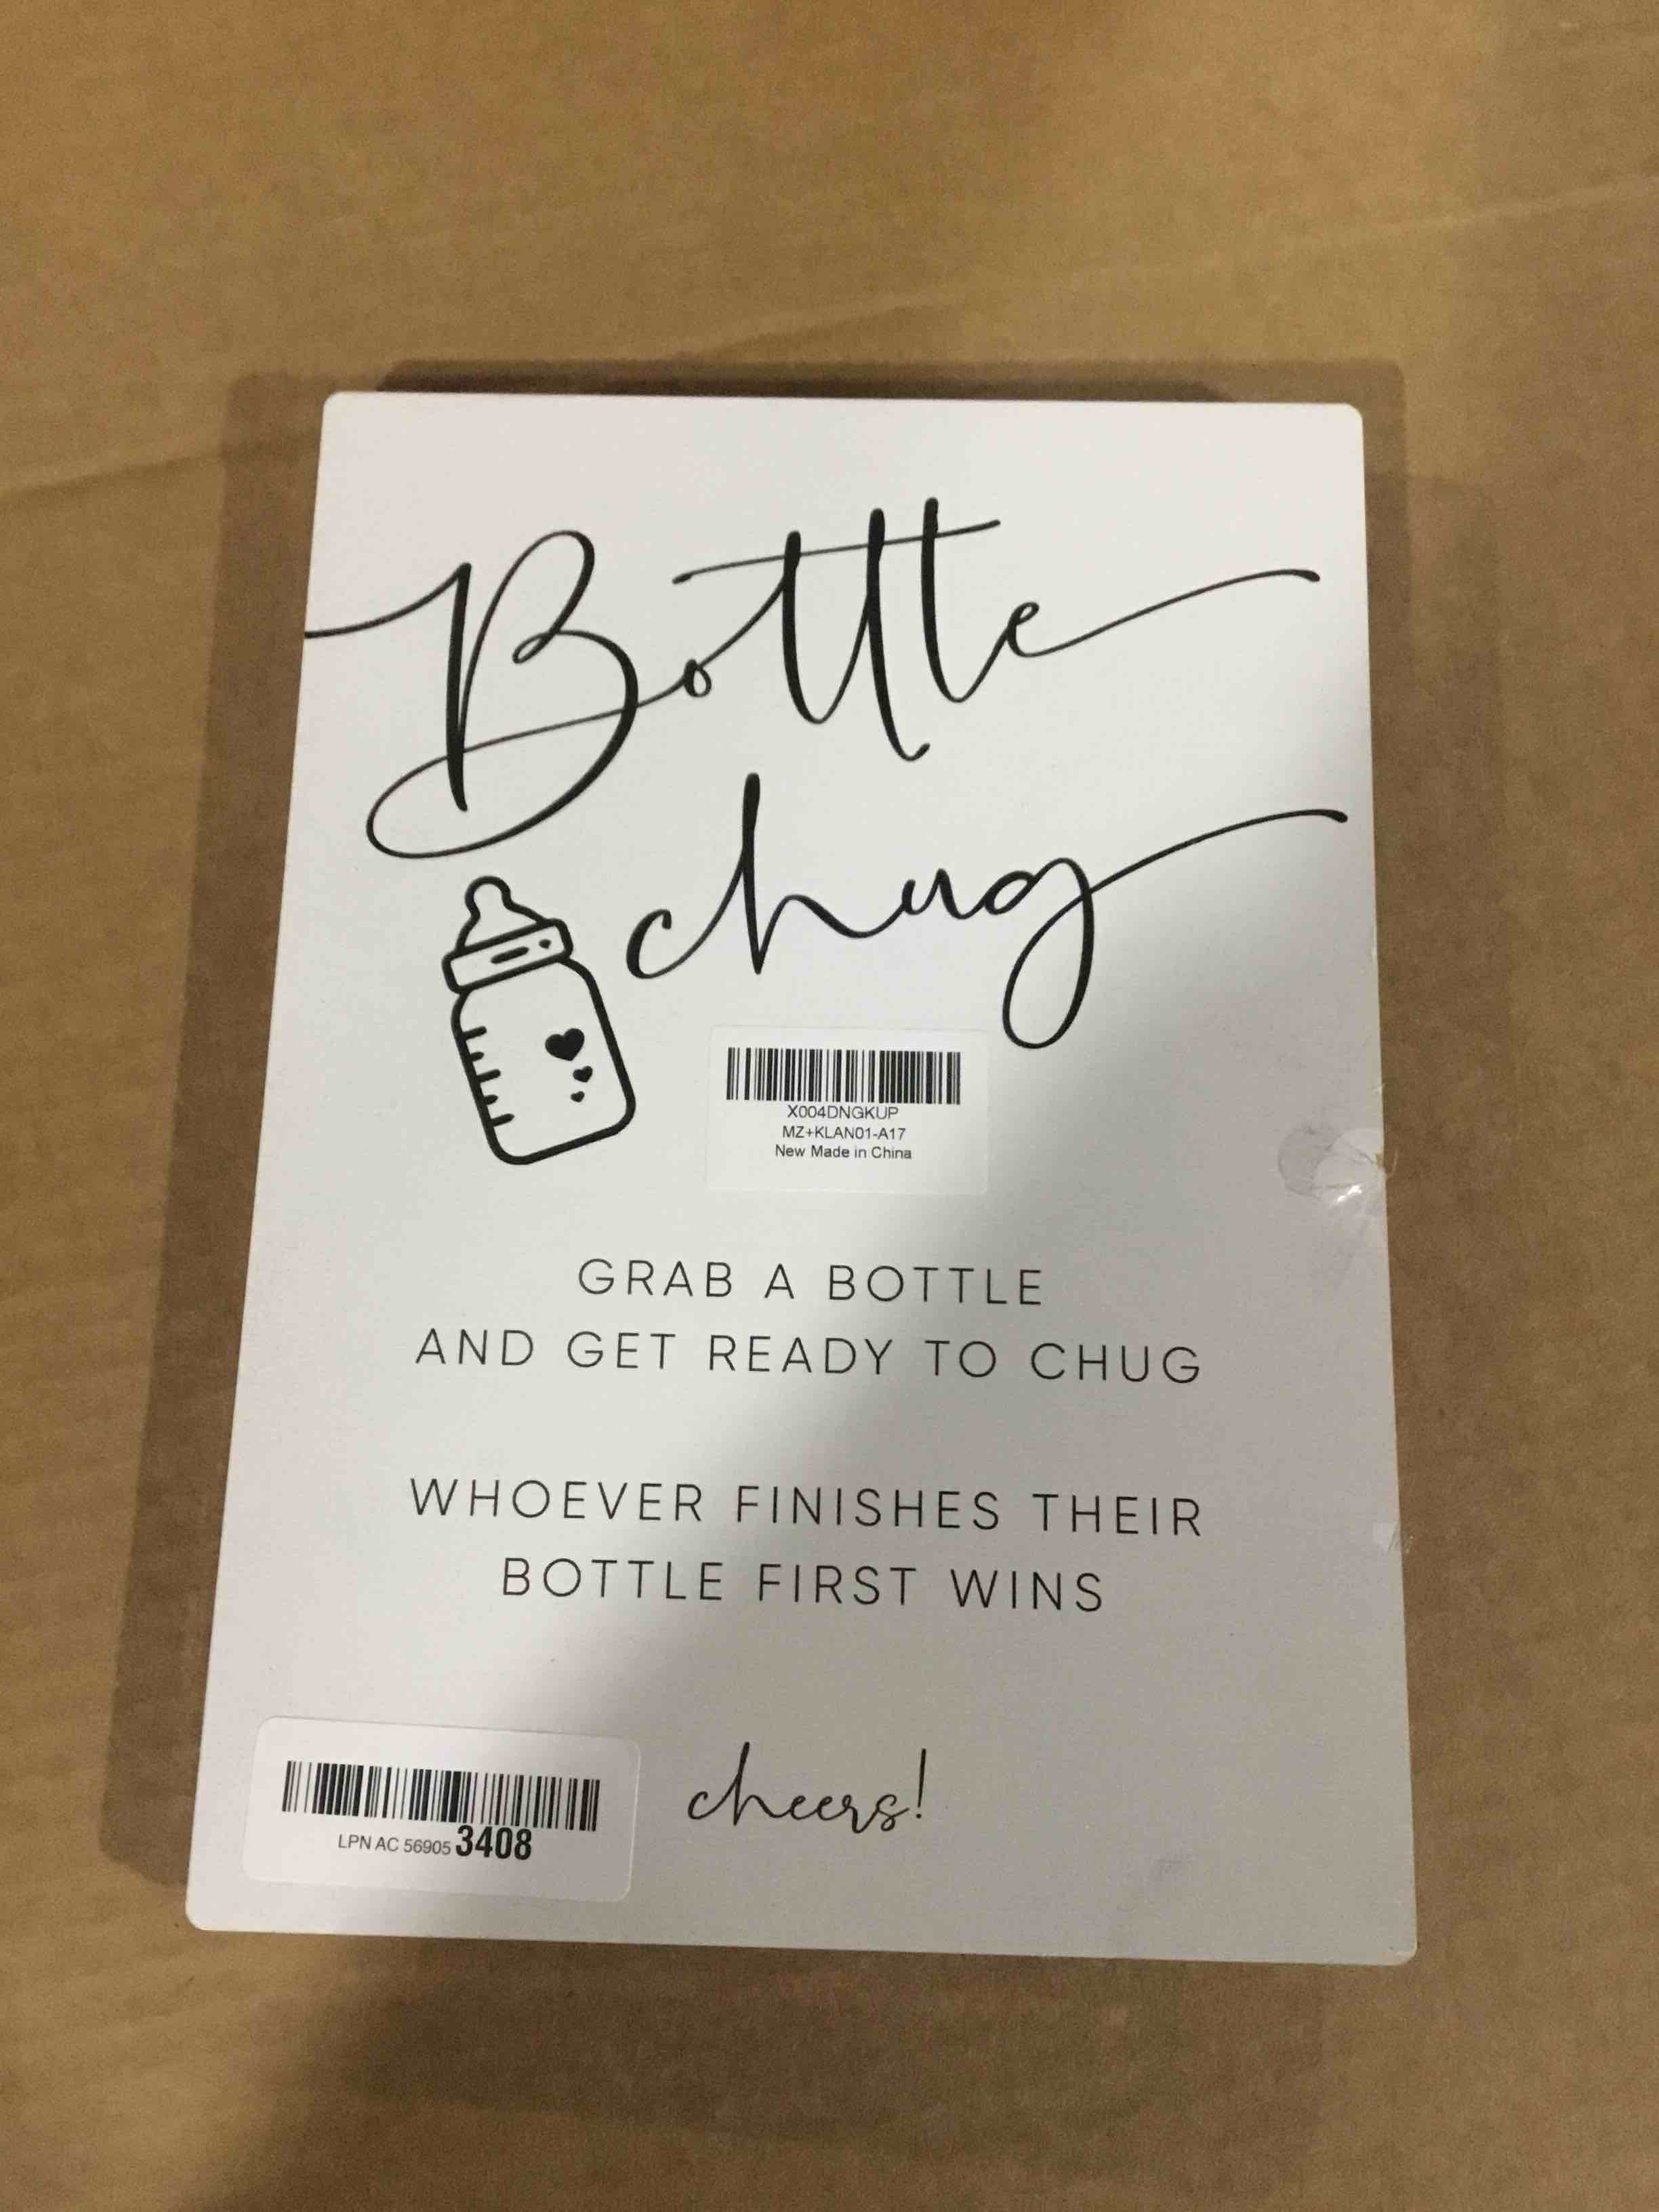 Bottle
chug
X004DNGKUP
MZ+KLAN01-A17
New Made in China
GRAB A BOTTLE
AND GET READY TO CHUG
WHOEVER FINISHES THEIR
BOTTLE FIRST WINS
cheers!
LPN AC 56905 3408